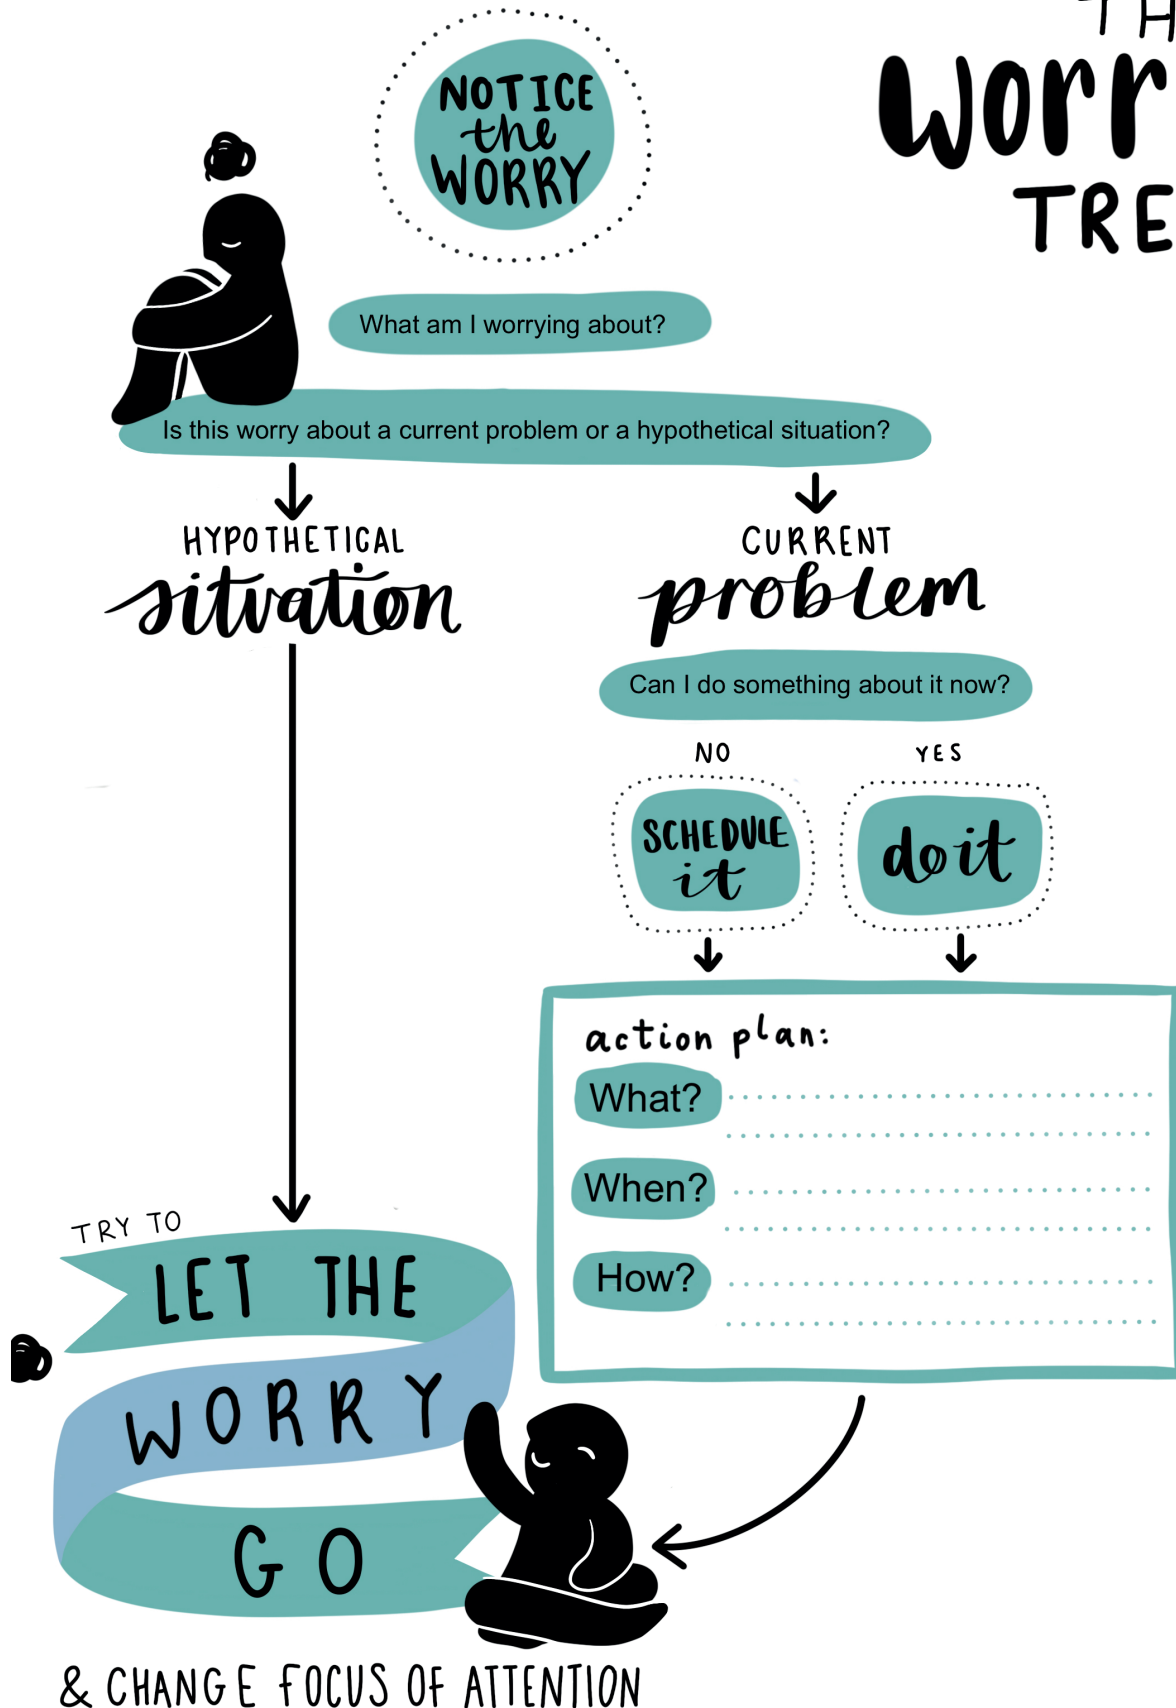 TH
worr
TRE
NOTICE
the
WORRY
What am I worrying about?
Is this worry about a current problem or a hypothetical situation?
HYPOTHETICAL
situation
CURRENT
problem
Can I do something about it now?
NO
YES
SCHEDULE
it
do it
action plan:
What?
When?
How?
TRY TO
LET THE
WORRY
GO
& CHANGE FOCUS OF ATTENTION